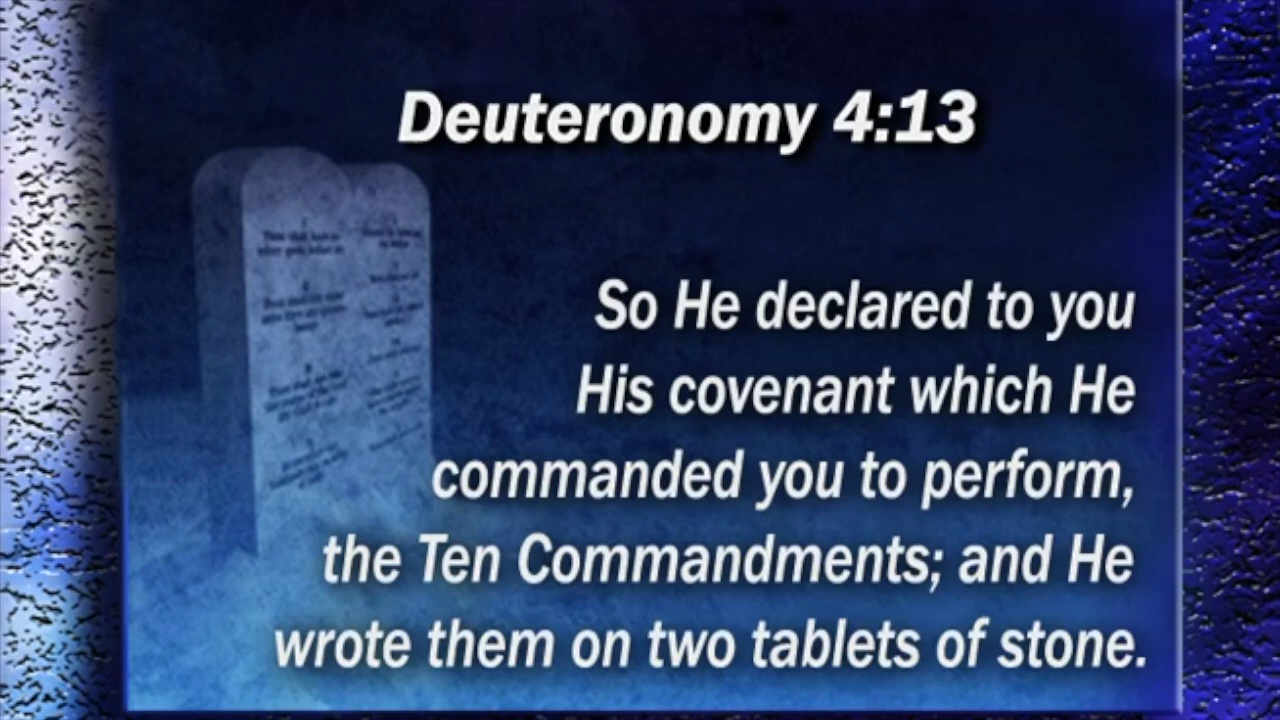 Deuteronomy 4:13
So He declared to you
His covenant which He
commanded you to perform,
the Ten Commandments; and He
wrote them on two tablets of stone.